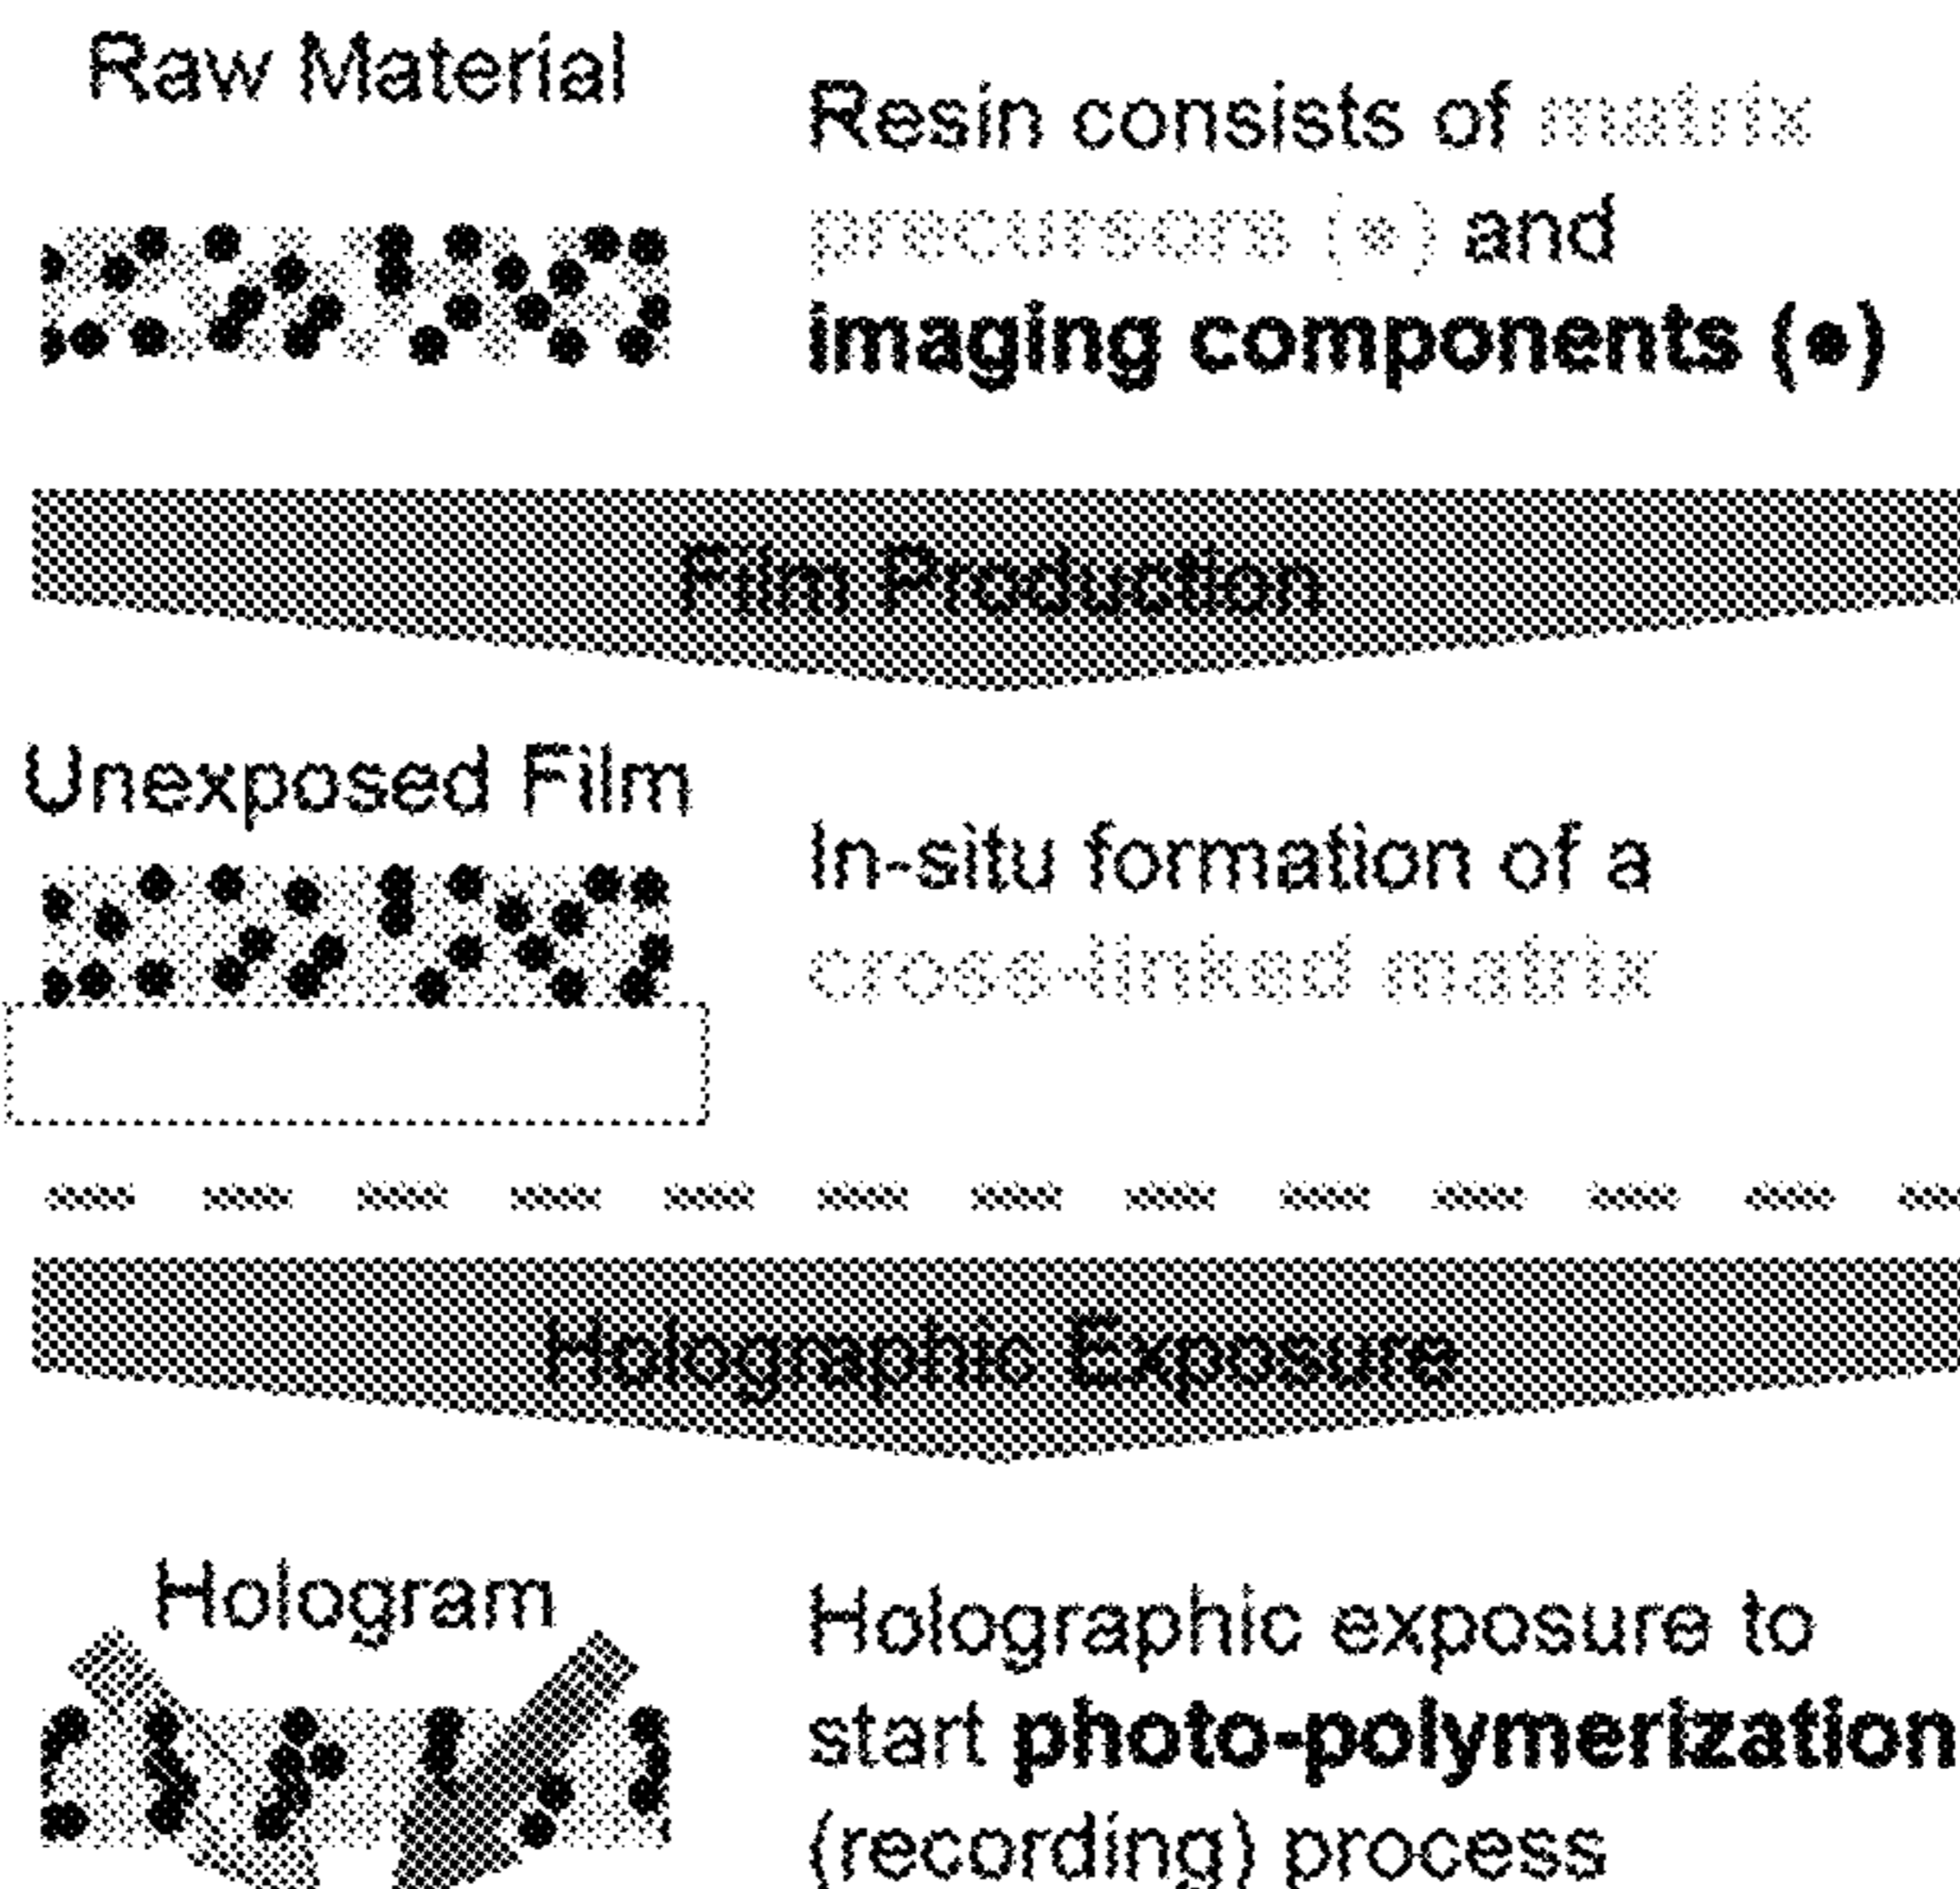 Raw Material
Resin consists of matrix
precursors (•) and
imaging components (•)
Film Production
Unexposed Film
In-situ formation of a
cross-linked matrix
Holographic Exposure
Hologram
Holographic exposure to
start photo-polymerization
(recording) process